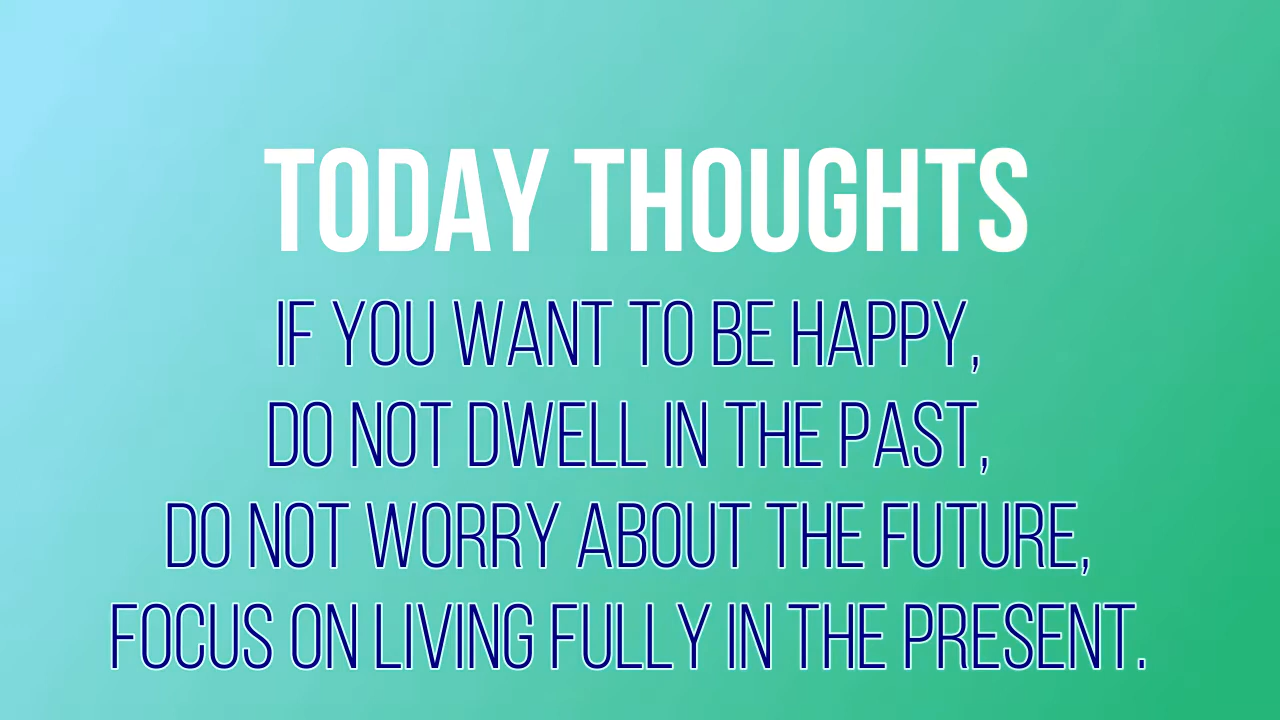 TODAY THOUGHTS
IF YOU WANT TO BE HAPPY,
DO NOT DWELL IN THE PAST,
DO NOT WORRY ABOUT THE FUTURE,
FOCUS ON LIVING FULLY IN THE PRESENT.